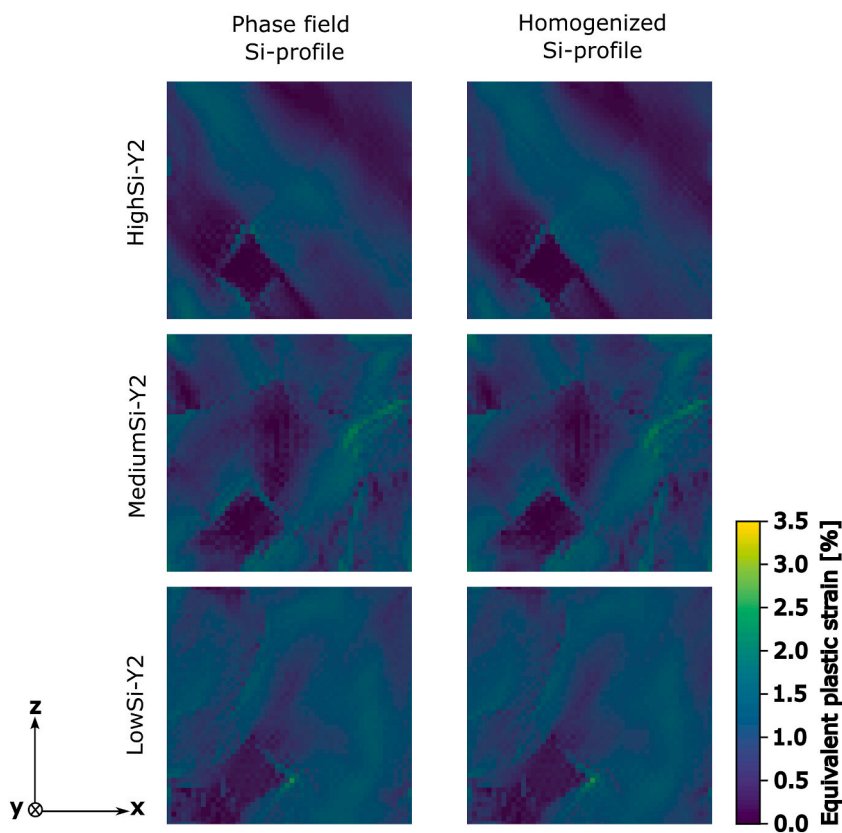 Phase field
Si-profile
Homogenized
Si-profile
HighSi-Y2
MediumSi-Y2
LowSi-Y2
3.5
3.0
2.5
2.0
1.5
1.0
0.5
0.0
Equivalent plastic strain [%]
z
y
x